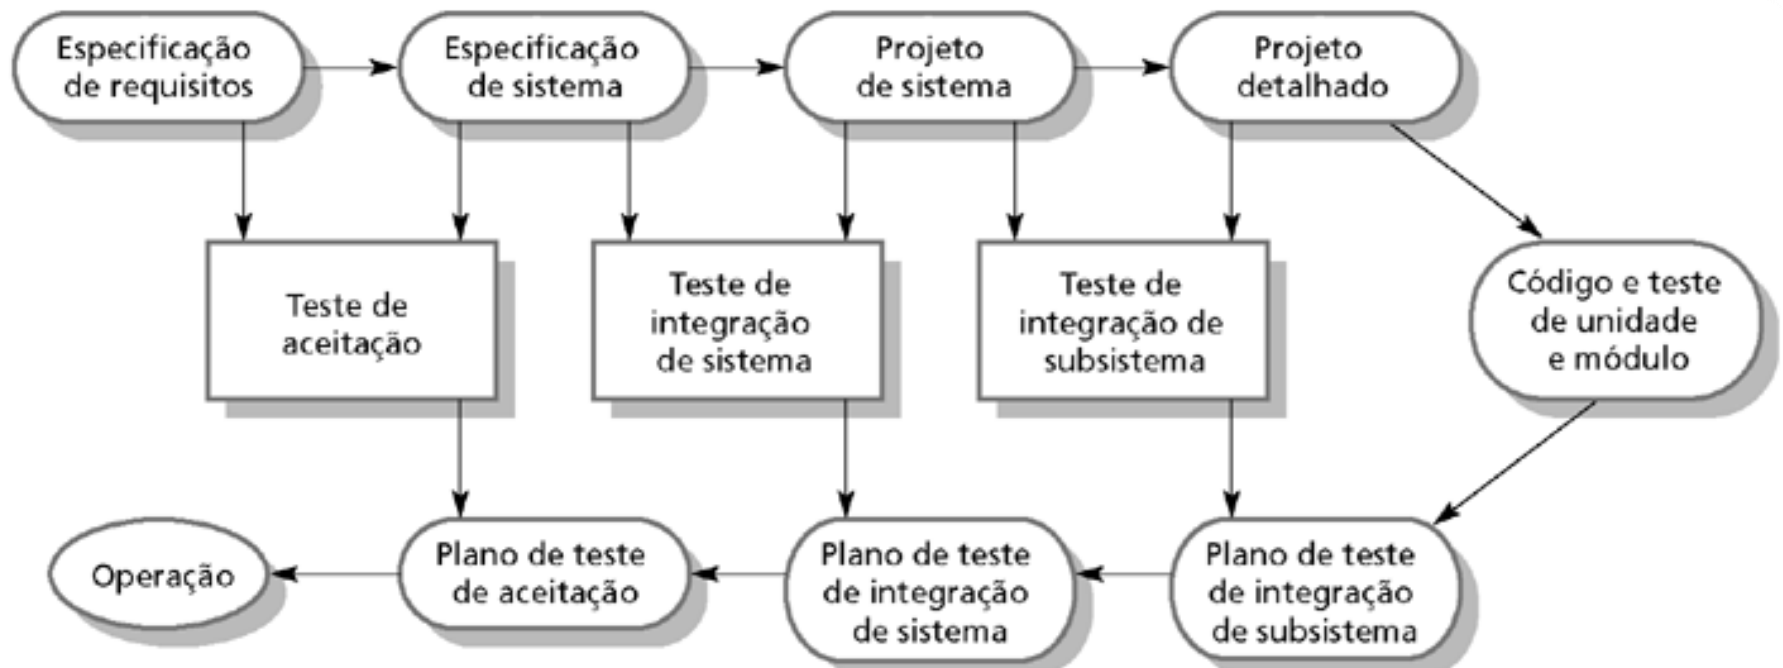 Especificação
de requisitos
Especificação
de sistema
Projeto
de sistema
Projeto
detalhado
Teste de
aceitação
Teste de
integração
de sistema
Teste de
integração de
subsistema
Código e teste
de unidade
e módulo
Operação
Plano de teste
de aceitação
Plano de teste
de integração
de sistema
Plano de teste
de integração
de subsistema